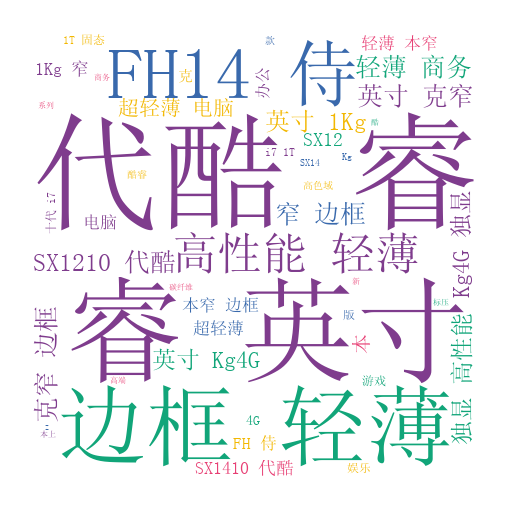 1T 固态
款
轻薄 本窄
FH14
侍
1Kg 窄
商务
克
办公
轻薄 商务
英寸 克窄
系列
超轻薄 电脑
英寸 1Kg
酷
SX12
代酷
睿
i7 1T
SX14
Kg
酷睿
高色域
十代 i7
电脑
窄 边框
独显
SX1210 代酷
高性能 轻薄
Kg4G
睿
英寸
碳纤维
新
本窄 边框
版
标压
超轻薄
克窄 边框
本
英寸 Kg4G
独显 高性能
高端
游戏
边框
轻薄
4G
本上
FH 侍
SX1410 代酷
娱乐